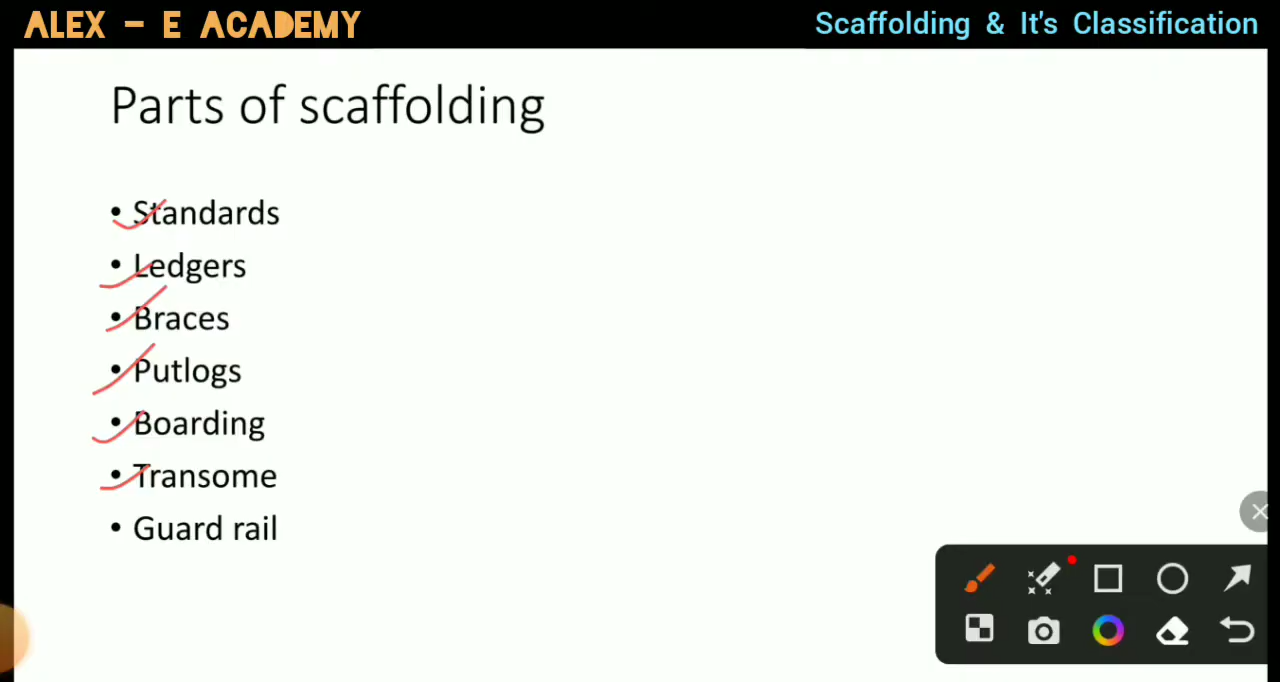 ALEX - E ACADEMY
Scaffolding & It's Classification
Parts of scaffolding
• Standards
• Ledgers
• Braces
• Putlogs
• Boarding
• Transome
• Guard rail